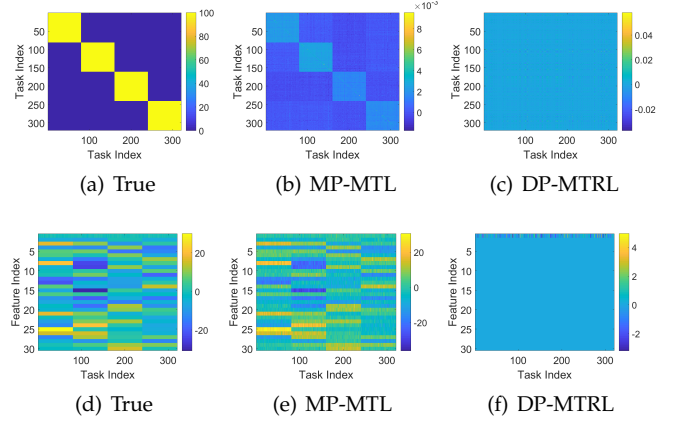 50
100
150
200
250
300
Task Index
100 200 300
Task Index
100
80
60
40
20
0
(a) True
× 10⁻³
50
100
150
200
250
300
Task Index
100 200 300
Task Index
8
6
4
2
0
(b) MP-MTL
50
100
150
200
250
300
Task Index
100 200 300
Task Index
0.04
0.02
0
-0.02
(c) DP-MTRL
5
10
15
20
25
30
Feature Index
100 200 300
Task Index
20
0
-20
(d) True
5
10
15
20
25
30
Feature Index
100 200 300
Task Index
20
0
-20
(e) MP-MTL
5
10
15
20
25
30
Feature Index
100 200 300
Task Index
4
2
0
-2
(f) DP-MTRL